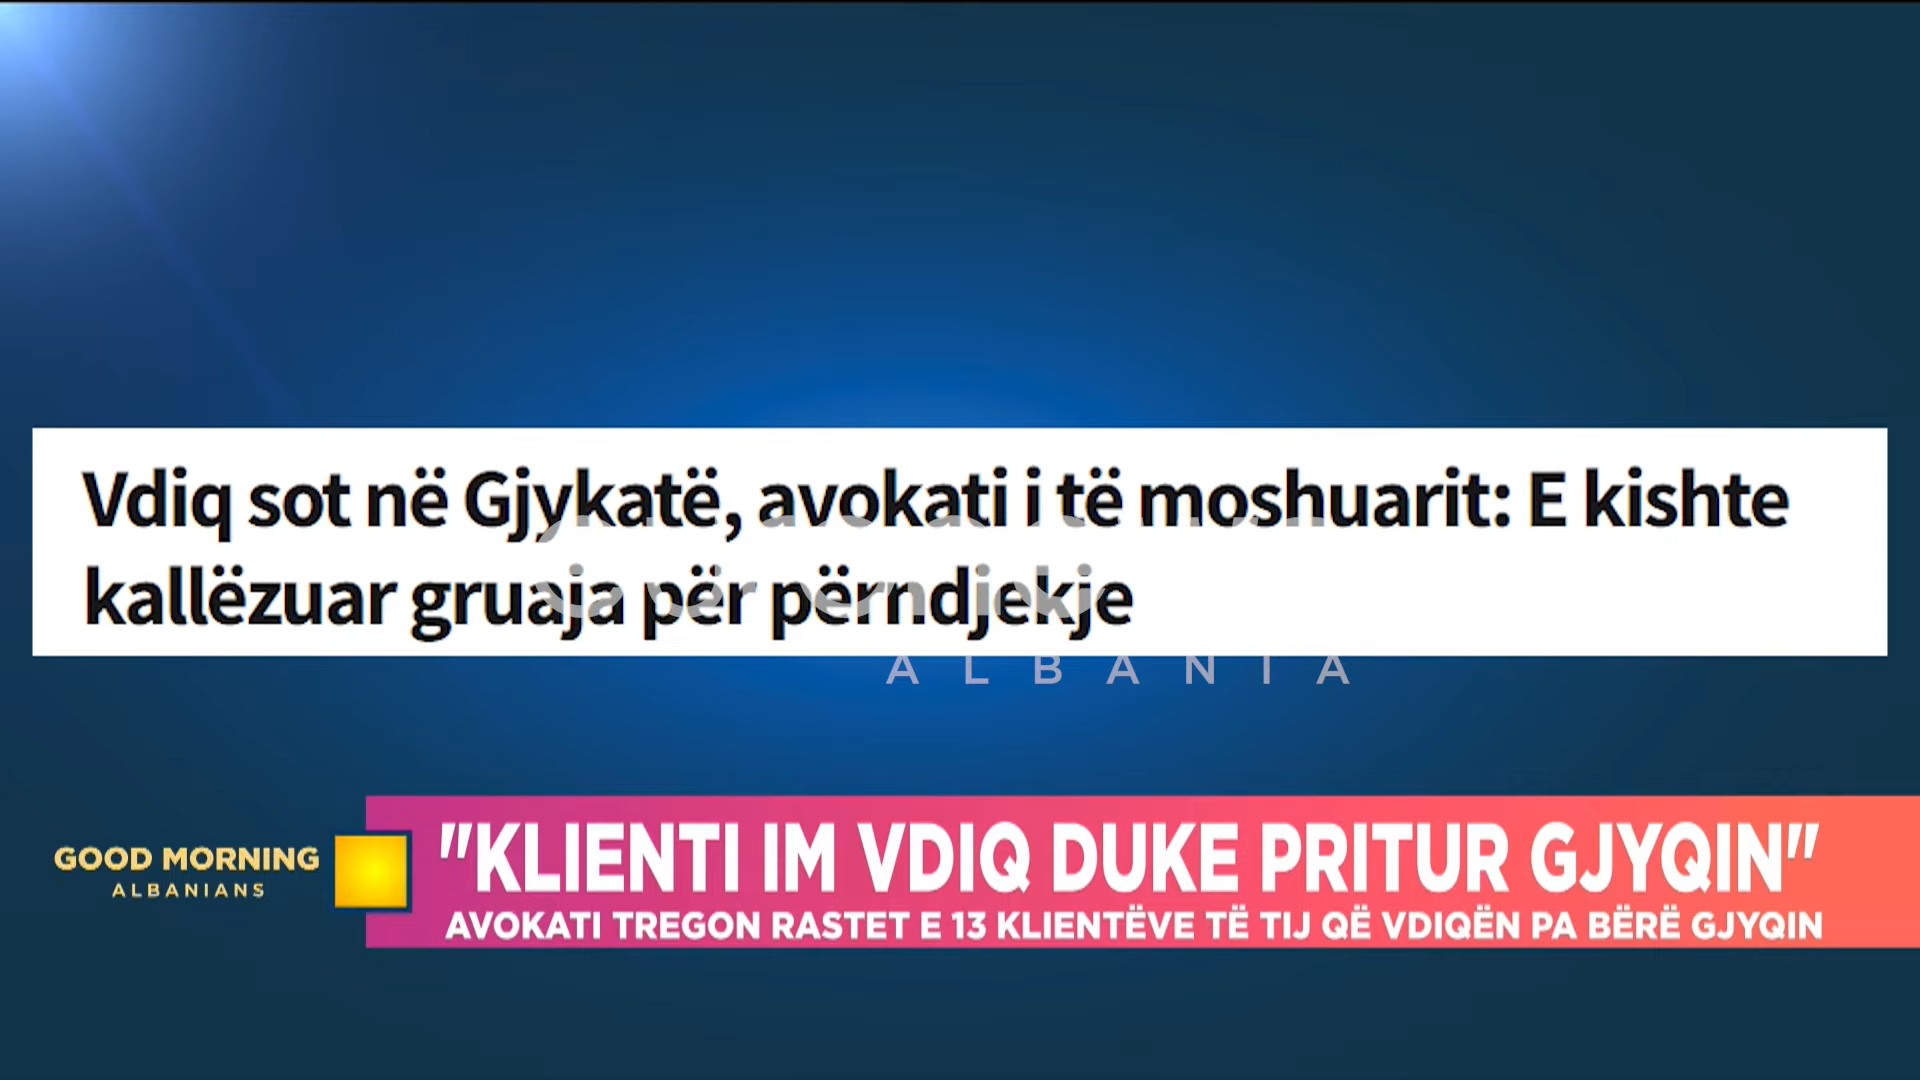 Vdiq sot në Gjykatë, avokati i të moshuarit: E kishte
kallëzuar gruaja për përndjekje
ALBANIA
GOOD MORNING
ALBANIANS
"KLIENTI IM VDIQ DUKE PRITUR GJYQIN"
AVOKATI TREGON RASTET E 13 KLIENTËVE TË TIJ QË VDIQËN PA BËRË GJYQIN